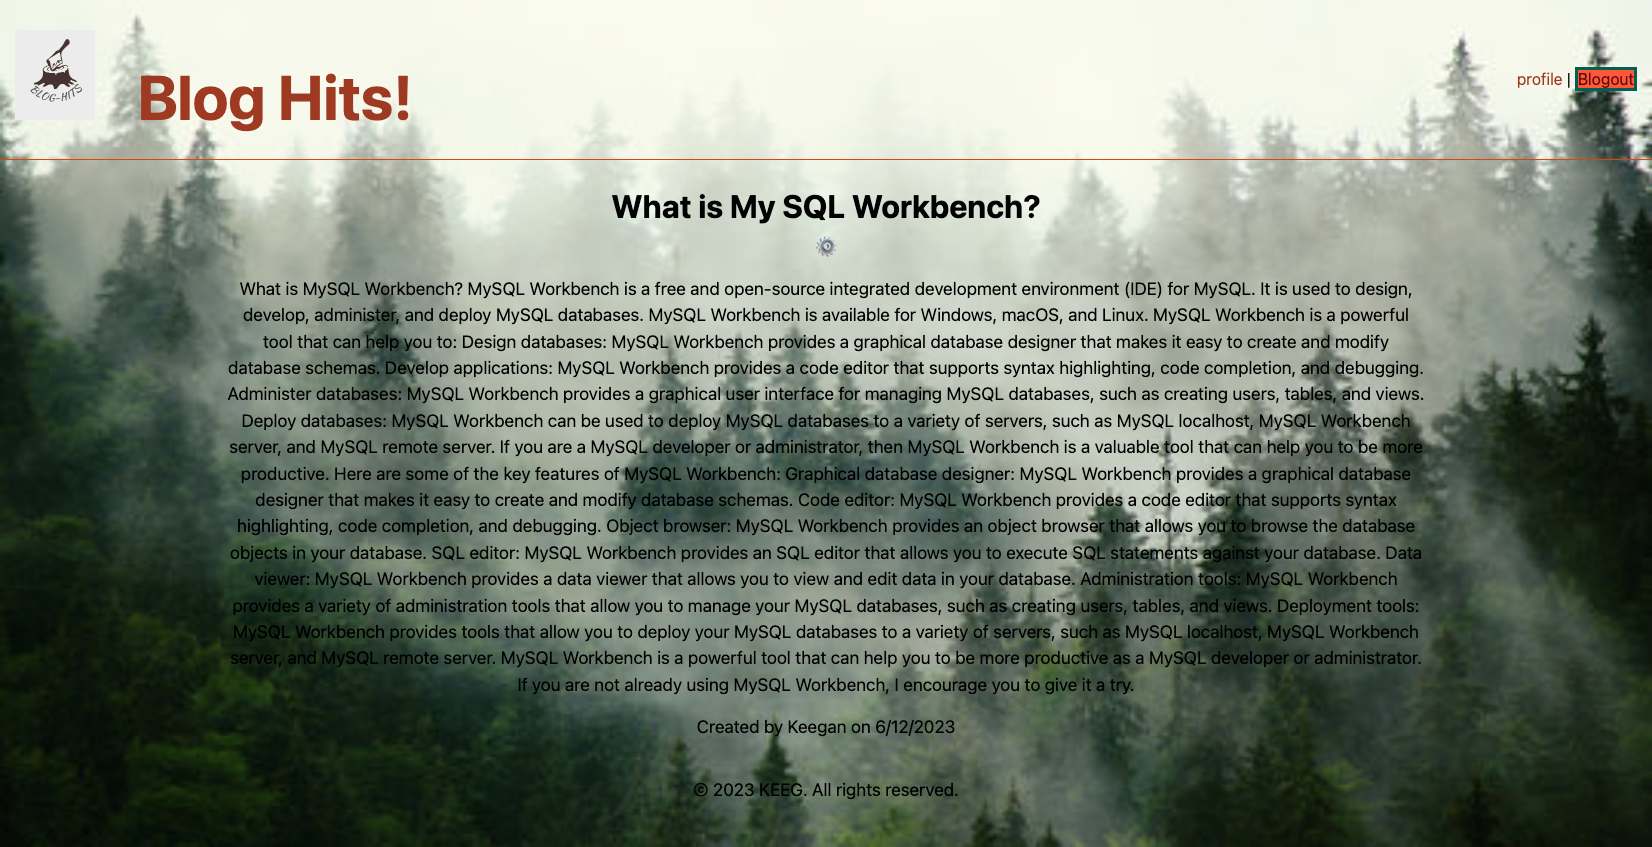 BLOG-HITS
Blog Hits!
profile | Blogout
What is My SQL Workbench?
What is MySQL Workbench? MySQL Workbench is a free and open-source integrated development environment (IDE) for MySQL. It is used to design,
develop, administer, and deploy MySQL databases. MySQL Workbench is available for Windows, macOS, and Linux. MySQL Workbench is a powerful
tool that can help you to: Design databases: MySQL Workbench provides a graphical database designer that makes it easy to create and modify
database schemas. Develop applications: MySQL Workbench provides a code editor that supports syntax highlighting, code completion, and debugging.
Administer databases: MySQL Workbench provides a graphical user interface for managing MySQL databases, such as creating users, tables, and views.
Deploy databases: MySQL Workbench can be used to deploy MySQL databases to a variety of servers, such as MySQL localhost, MySQL Workbench
server, and MySQL remote server. If you are a MySQL developer or administrator, then MySQL Workbench is a valuable tool that can help you to be more
productive. Here are some of the key features of MySQL Workbench: Graphical database designer: MySQL Workbench provides a graphical database
designer that makes it easy to create and modify database schemas. Code editor: MySQL Workbench provides a code editor that supports syntax
highlighting, code completion, and debugging. Object browser: MySQL Workbench provides an object browser that allows you to browse the database
objects in your database. SQL editor: MySQL Workbench provides an SQL editor that allows you to execute SQL statements against your database. Data
viewer: MySQL Workbench provides a data viewer that allows you to view and edit data in your database. Administration tools: MySQL Workbench
provides a variety of administration tools that allow you to manage your MySQL databases, such as creating users, tables, and views. Deployment tools:
MySQL Workbench provides tools that allow you to deploy your MySQL databases to a variety of servers, such as MySQL localhost, MySQL Workbench
server, and MySQL remote server. MySQL Workbench is a powerful tool that can help you to be more productive as a MySQL developer or administrator.
If you are not already using MySQL Workbench, I encourage you to give it a try.
Created by Keegan on 6/12/2023
© 2023 KEEG. All rights reserved.